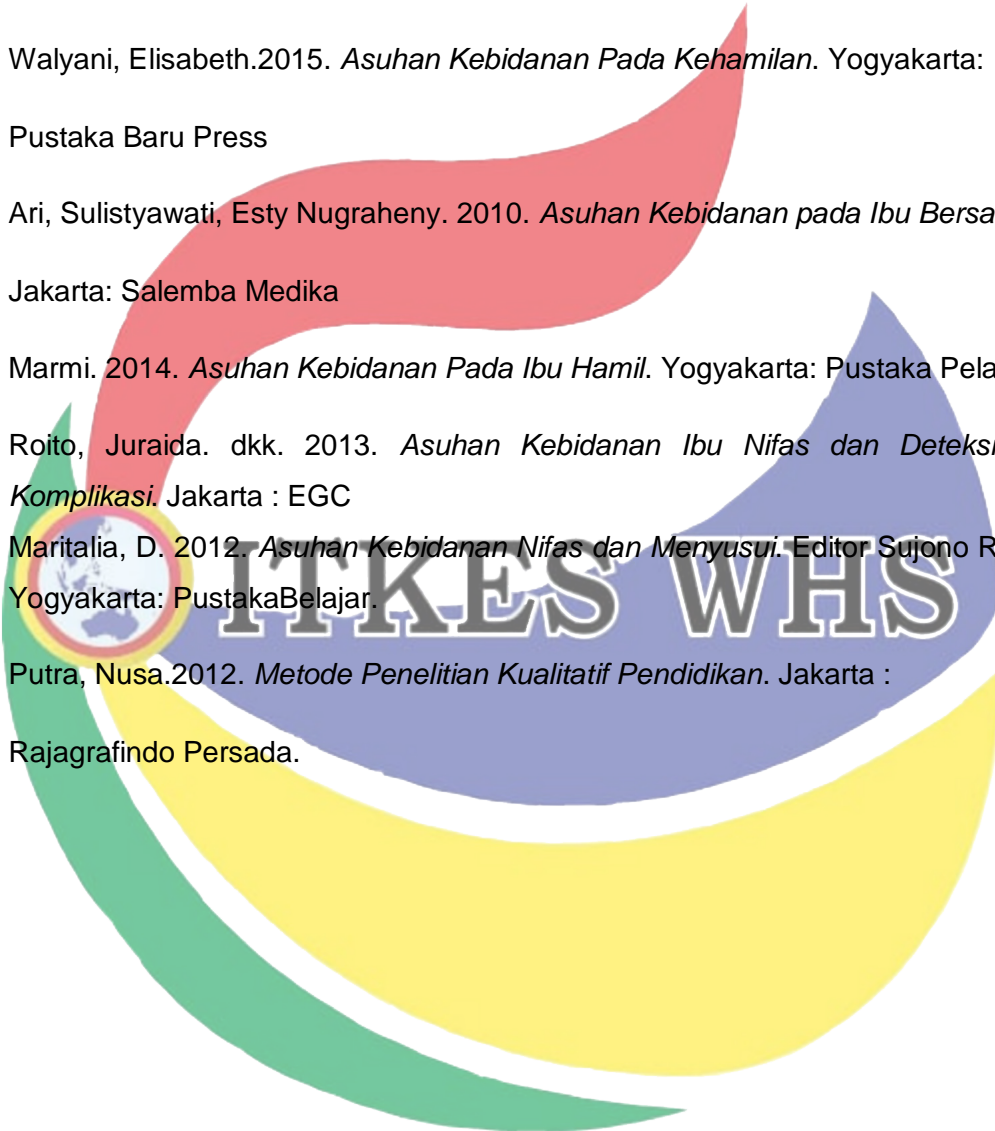 Walyani, Elisabeth.2015. Asuhan Kebidanan Pada Kehamilan. Yogyakarta:
Pustaka Baru Press
Ari, Sulistyawati, Esty Nugraheny. 2010. Asuhan Kebidanan pada Ibu
Jakarta: Salemba Medika
Marmi. 2014. Asuhan Kebidanan Pada Ibu Hamil. Yogyakarta: Pustaka
Roito, Juraida. dkk. 2013. Asuhan Kebidanan Ibu Nifas dan Deteksi
Komplikasi. Jakarta : EGC
Maritalia, D. 2012. Asuhan Kebidanan Nifas dan Menyusui. Editor Sujono
Yogyakarta: PustakaBelajar.
ITKES WHS
Putra, Nusa.2012. Metode Penelitian Kualitatif Pendidikan. Jakarta :
Rajagrafindo Persada.